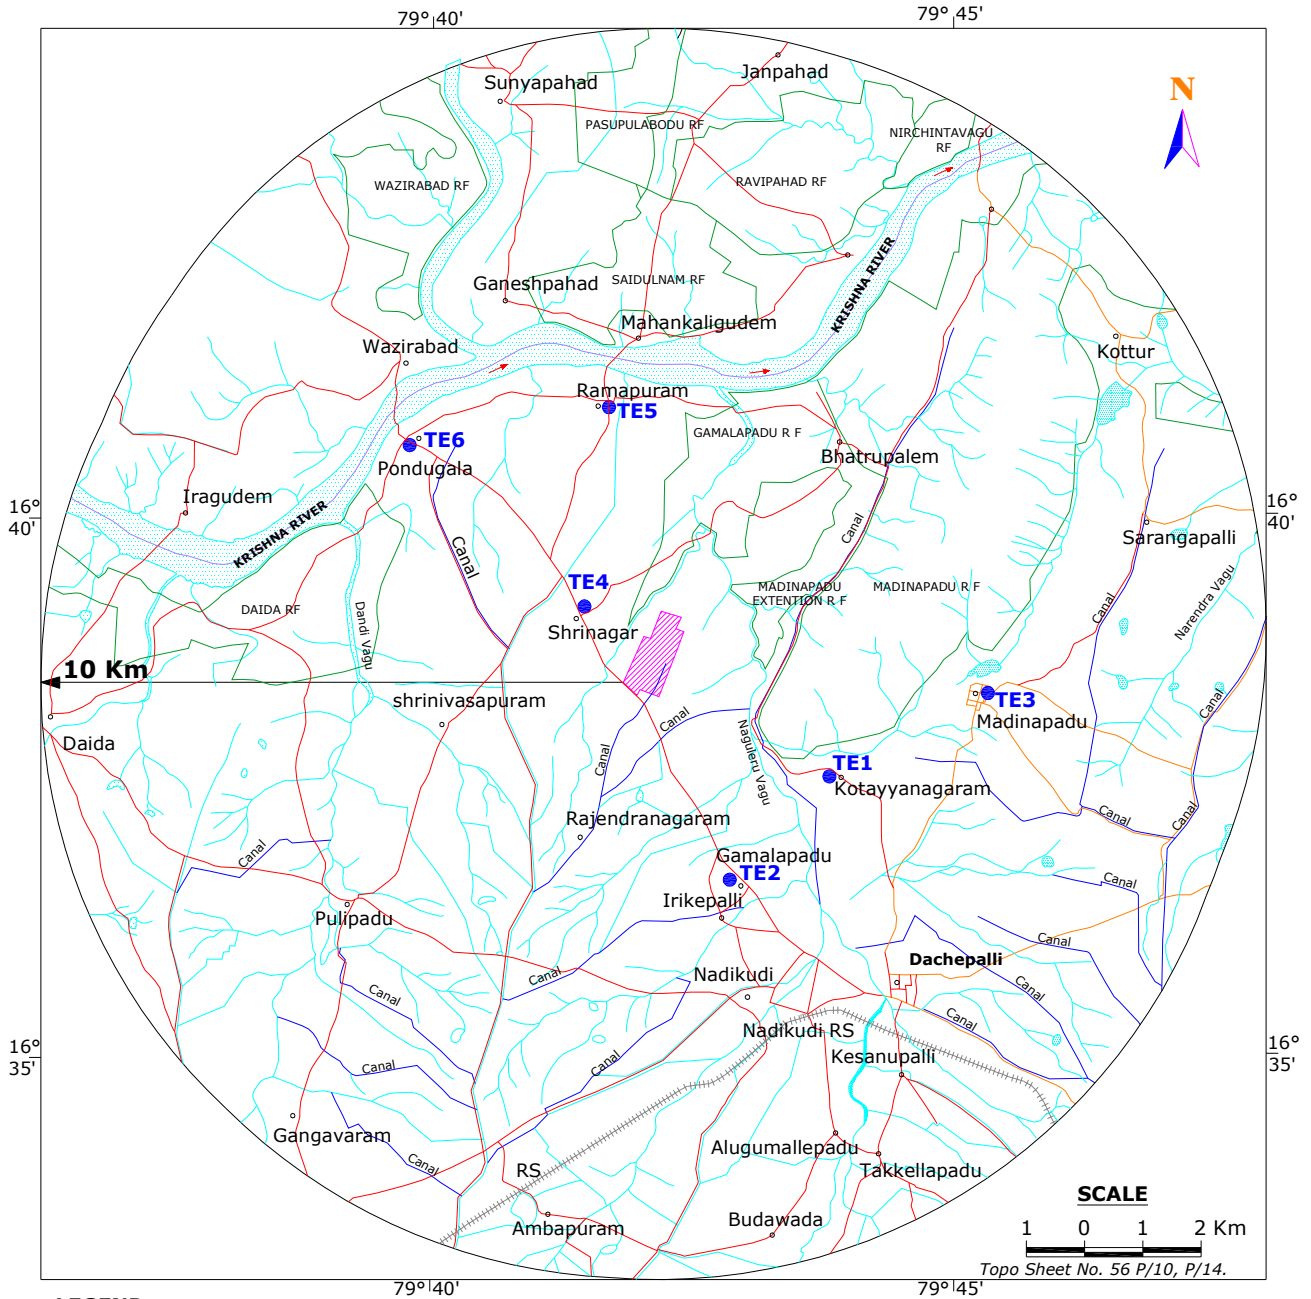 79° 40'
79° 45'
Sunyapahad
Janpahad
N
PASUPULABODU RF
NIRCHINTAVAGU
RF
WAZIRABAD RF
RAVIPAHAD RF
KRISHNA RIVER
Ganeshpahad
SAIDULNAM RF
Mahankaligudem
Wazirabad
Kottur
Ramapuram
TE5
TE6
GAMALAPADU R F
Pondugala
Bhatrupalem
Iragudem
16°
40'
16°
40'
KRISHNA RIVER
Canal
Canal
Sarangapalli
TE4
MADINAPADU
EXTENTION R F
MADINAPADU R F
DAIDA RF
Dandi Vagu
Canal
Narendra Vagu
Shrinagar
10 Km
shrinivasapuram
TE3
Madinapadu
Canal
Canal
Daida
Canal
Naguleru Vagu
TE1
Kotayyanagaram
Rajendranagaram
Canal
Canal
Canal
Gamalapadu
TE2
Canal
Irikepalli
Pulipadu
Canal
Dachepalli
Nadikudi
Canal
Canal
Canal
Canal
Nadikudi RS
Kesanupalli
16°
35'
16°
35'
Canal
Canal
Gangavaram
Alugumallepadu
Canal
RS
Takkellapadu
SCALE
Ambapuram
Budawada
1 0 1 2 Km
Topo Sheet No. 56 P/10, P/14.
79° 40'
79° 45'